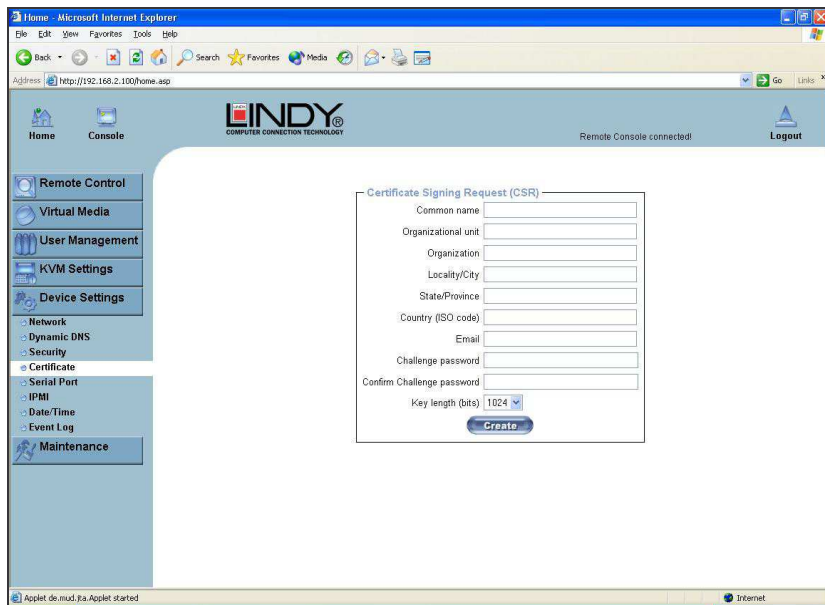 Home - Microsoft Internet Explorer
File Edit View Favorites Tools Help
Back Search Favorites Media
Address http://192.168.2.100/home.asp Go Links »
Home Console
LINDY®
COMPUTER CONNECTION TECHNOLOGY
Remote Console connected!
Logout
Remote Control
Virtual Media
User Management
KVM Settings
Device Settings
Network
Dynamic DNS
Security
Certificate
Serial Port
IPMI
Date/Time
Event Log
Maintenance
Certificate Signing Request (CSR)
Common name
Organizational unit
Organization
Locality/City
State/Province
Country (ISO code)
Email
Challenge password
Confirm Challenge password
Key length (bits) 1024
Create
Applet de.mud.jta.Applet started Internet